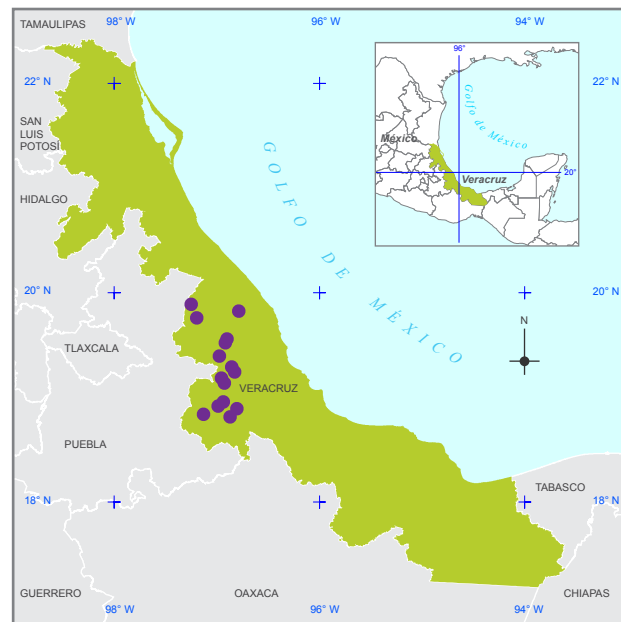 TAMAULIPAS
98° W
96° W
94° W
22° N
22° N
96°
Golfo de México
México
20°
Veracruz
SAN
LUIS
POTOSÍ
HIDALGO
GOLFO DE MÉXICO
20° N
20° N
N
TLAXCALA
VERACRUZ
PUEBLA
TABASCO
18° N
18° N
GUERRERO
OAXACA
CHIAPAS
98° W
96° W
94° W